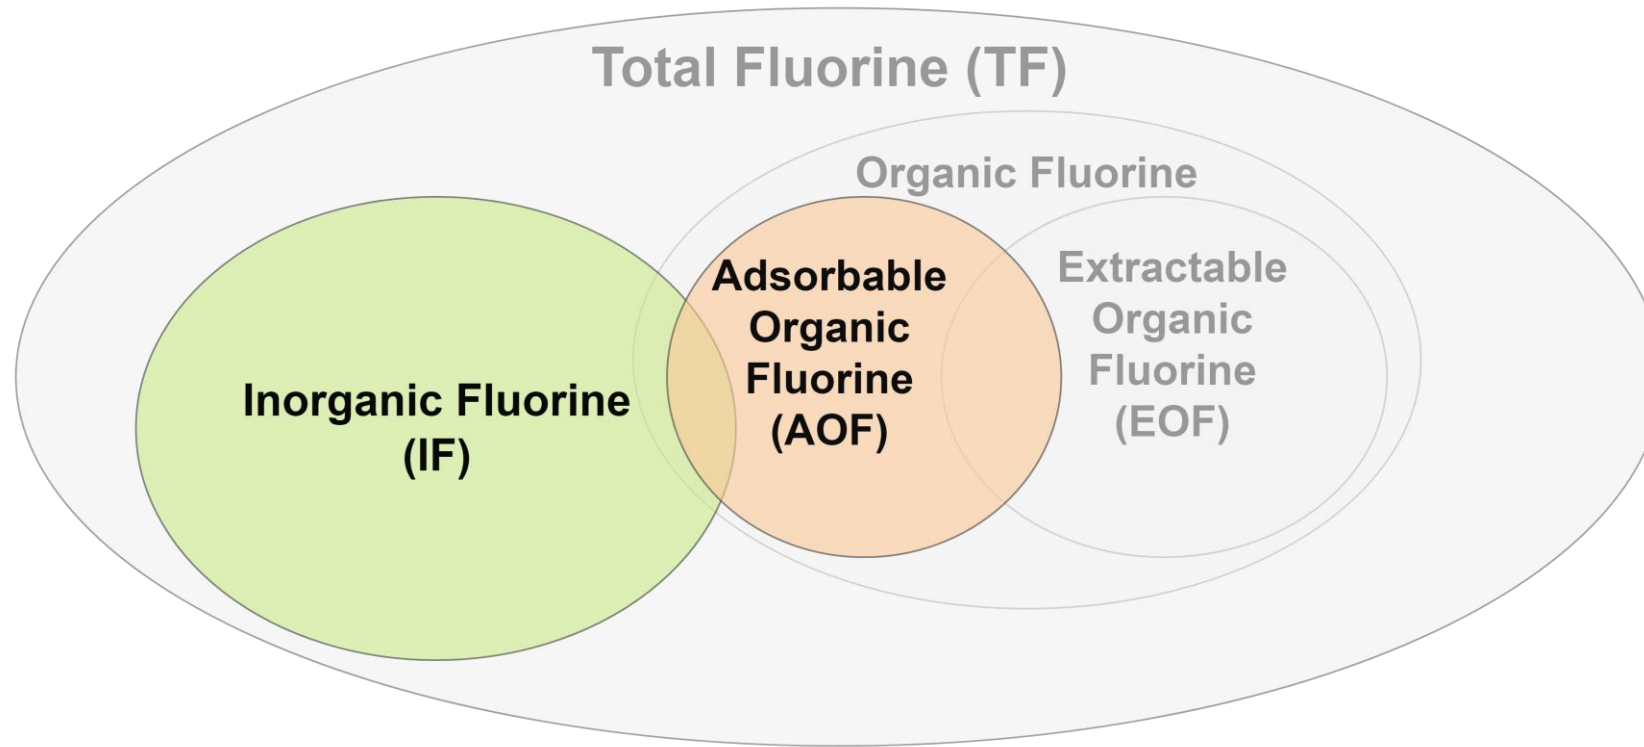 Total Fluorine (TF)
Organic Fluorine
Inorganic Fluorine
(IF)
Adsorbable
Organic
Fluorine
(AOF)
Extractable
Organic
Fluorine
(EOF)